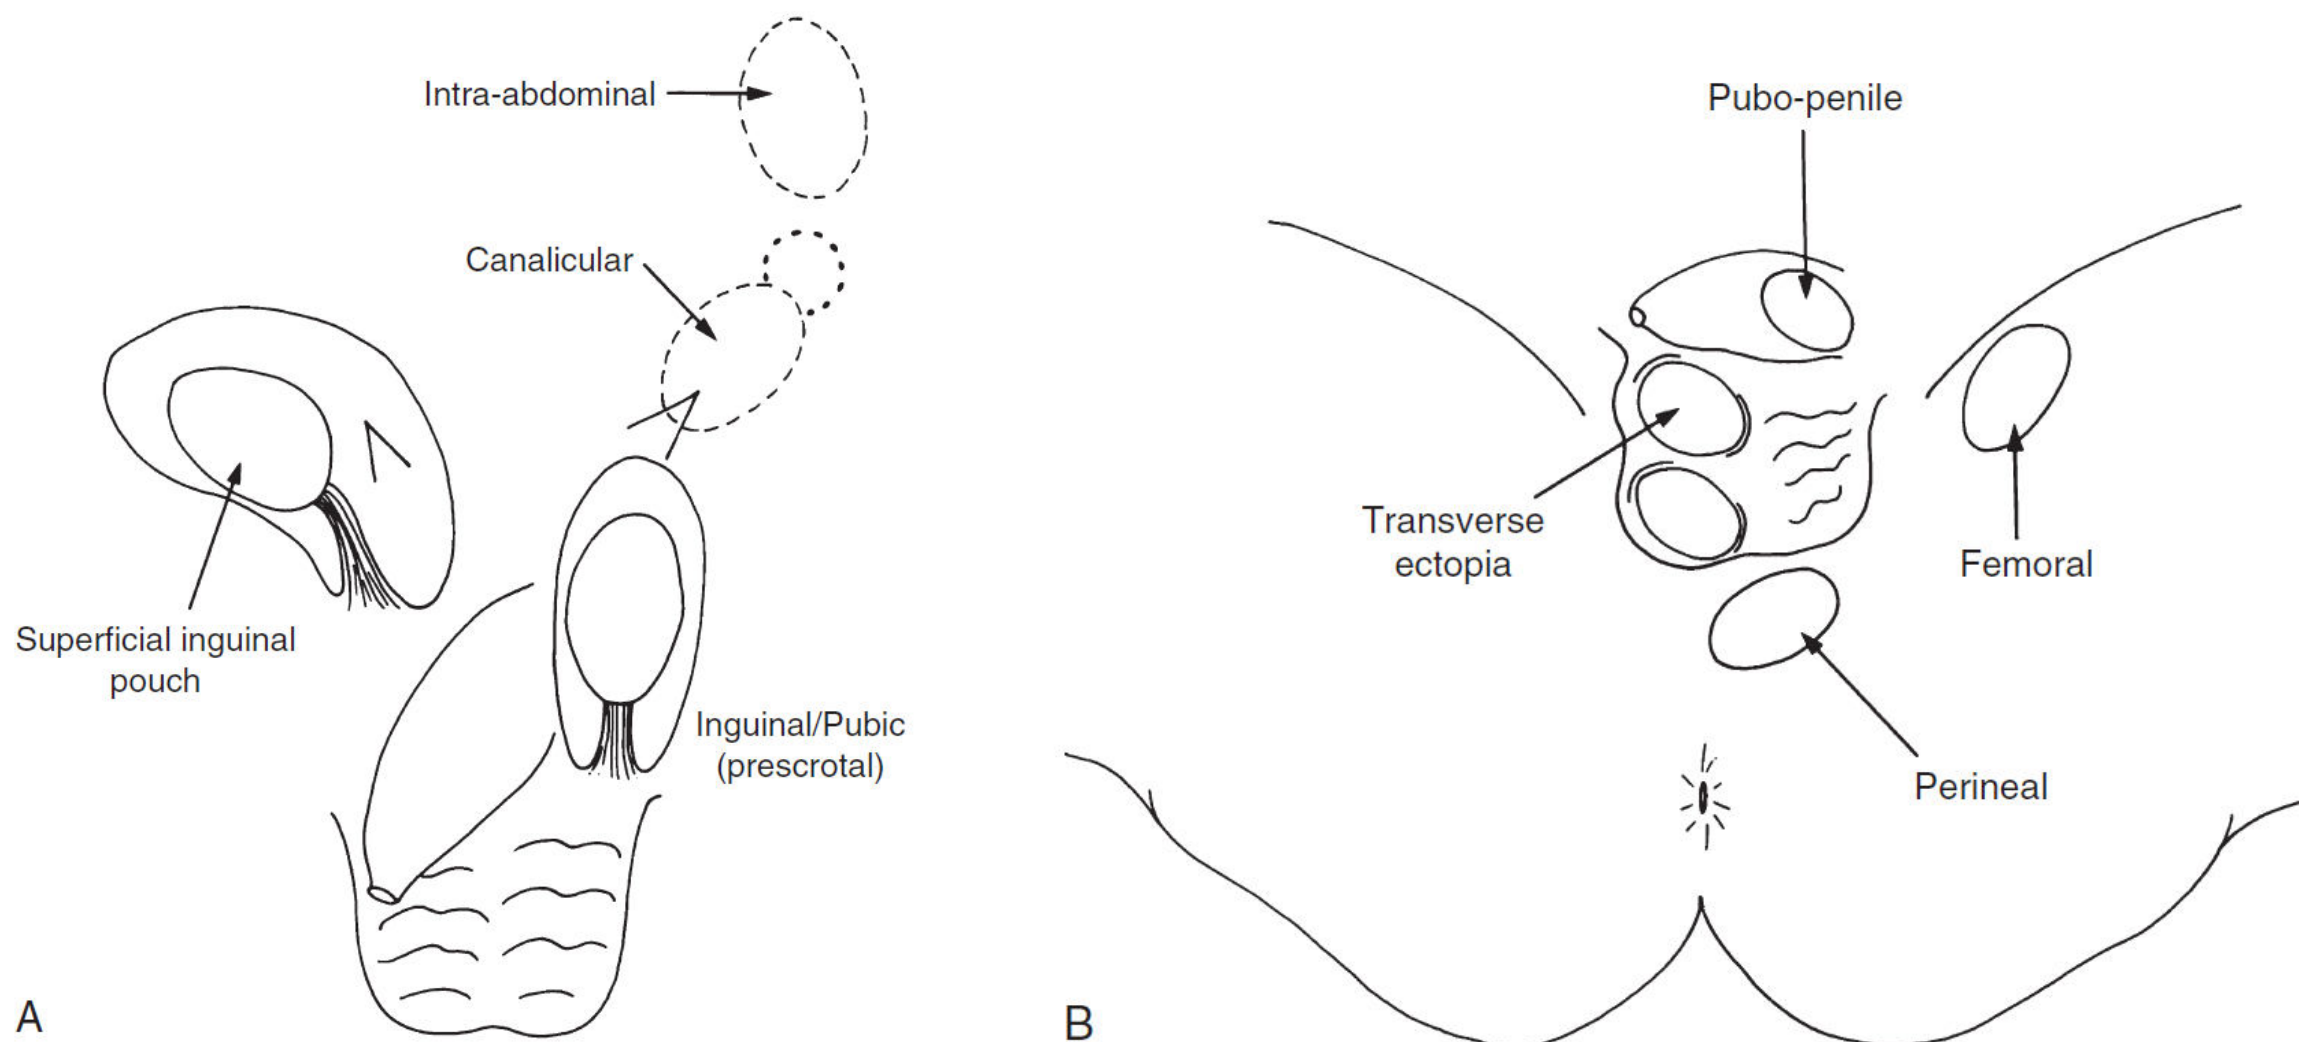 Intra-abdominal
Canalicular
Superficial inguinal
pouch
Inguinal/Pubic
(prescrotal)
A
Pubo-penile
Transverse
ectopia
Femoral
Perineal
B